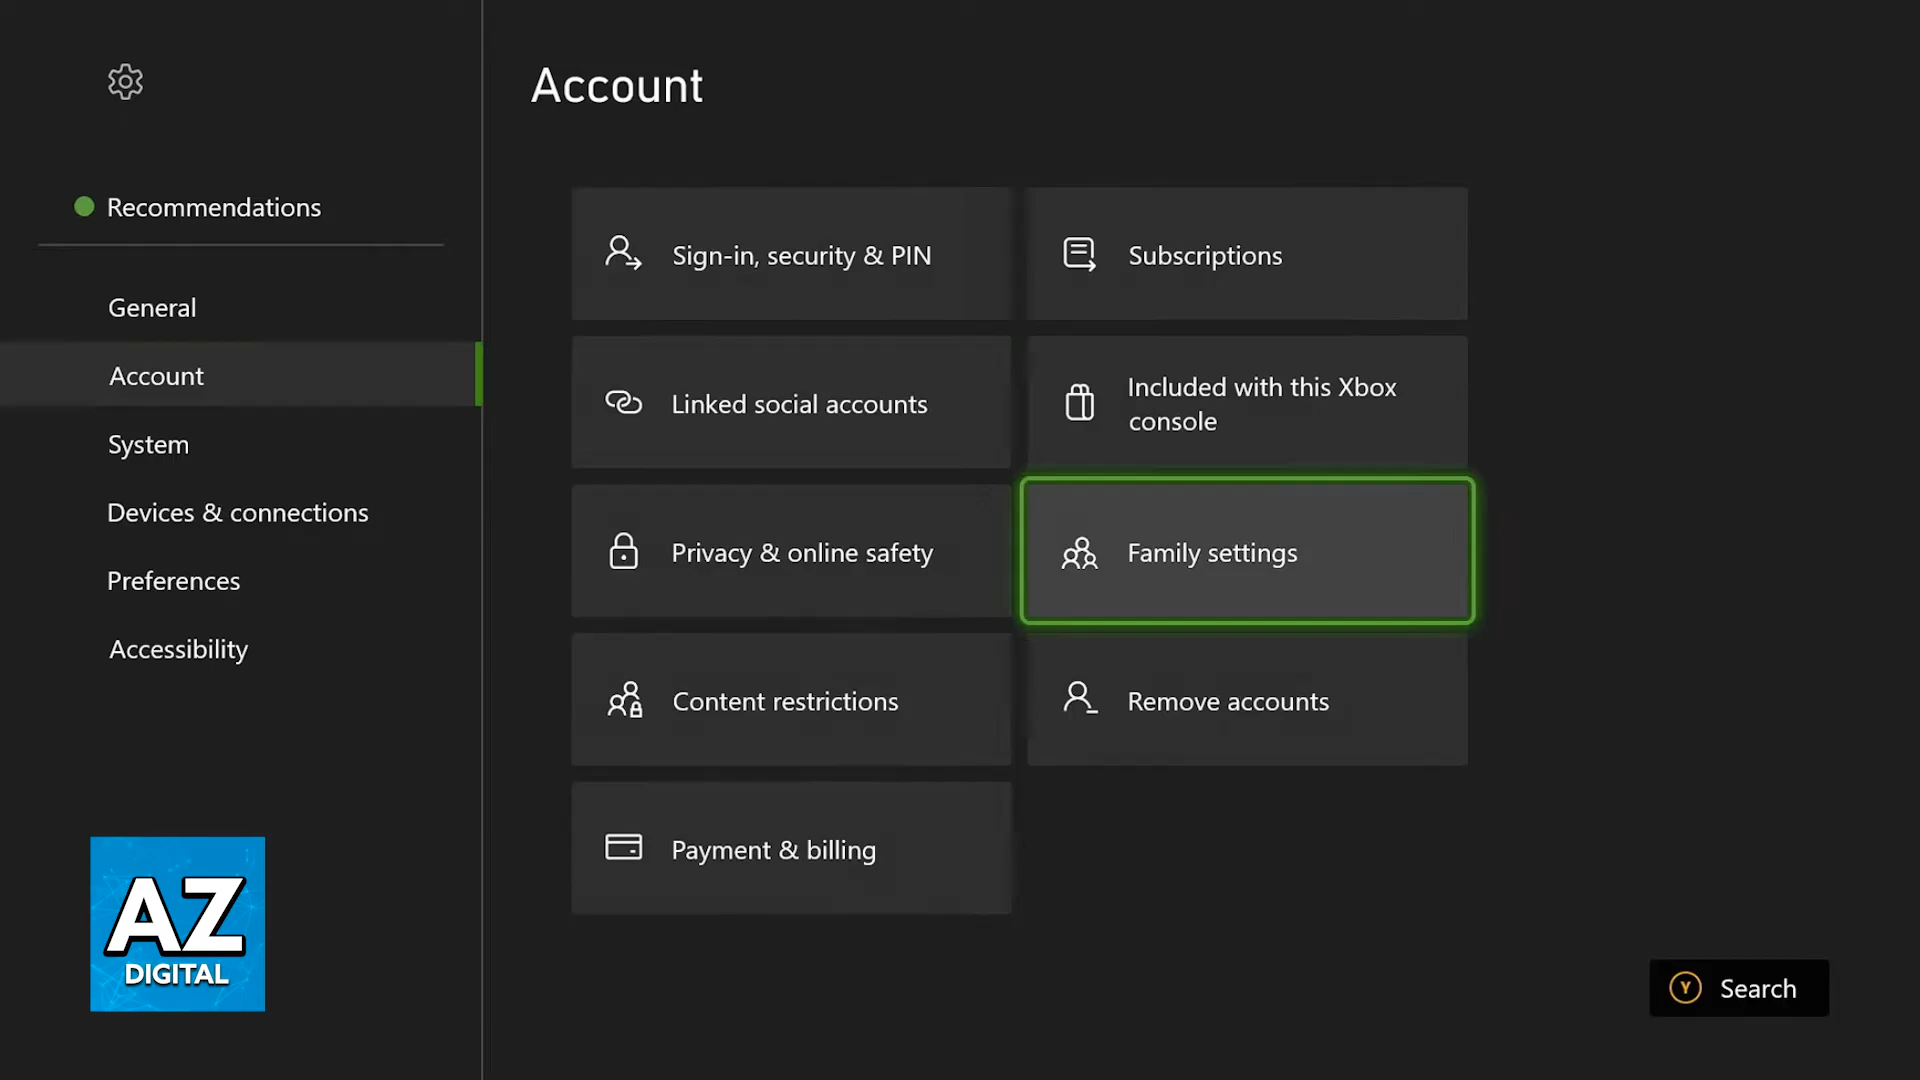 Account
Recommendations
General
Account
System
Devices & connections
Preferences
Accessibility
Sign-in, security & PIN
Subscriptions
Linked social accounts
Included with this Xbox
console
Privacy & online safety
Family settings
Content restrictions
Remove accounts
Payment & billing
AZ
DIGITAL
Y Search